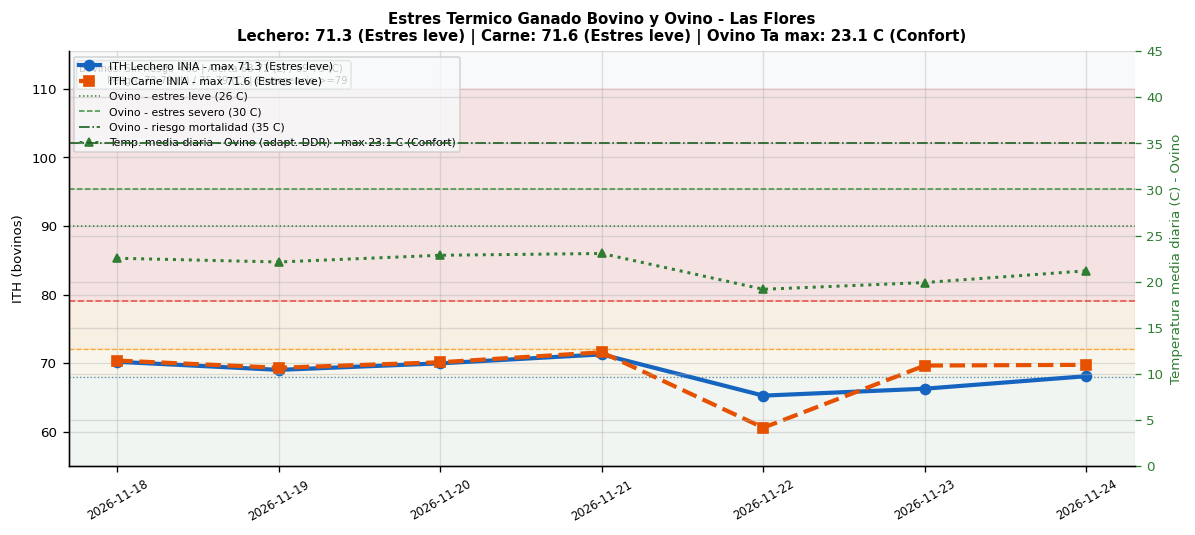 Estres Termico Ganado Bovino y Ovino - Las Flores
Lechero: 71.3 (Estres leve) | Carne: 71.6 (Estres leve) | Ovino Ta max: 23.1 C (Confort)
ITH Lechero INIA - max 71.3 (Estres leve)
ITH Carne INIA - max 71.6 (Estres leve)
Ovino - estres leve (26 C)
Ovino - estres severo (30 C)
Ovino - riesgo mortalidad (35 C)
Temp. media diaria - Ovino (adapt. DDR) - max 23.1 C (Confort)
ITH (bovinos)
110
100
90
80
70
60
45
40
35
30
25
20
15
10
5
0
Temperatura media diaria (C) - Ovino
2026-11-18
2026-11-19
2026-11-20
2026-11-21
2026-11-22
2026-11-23
2026-11-24